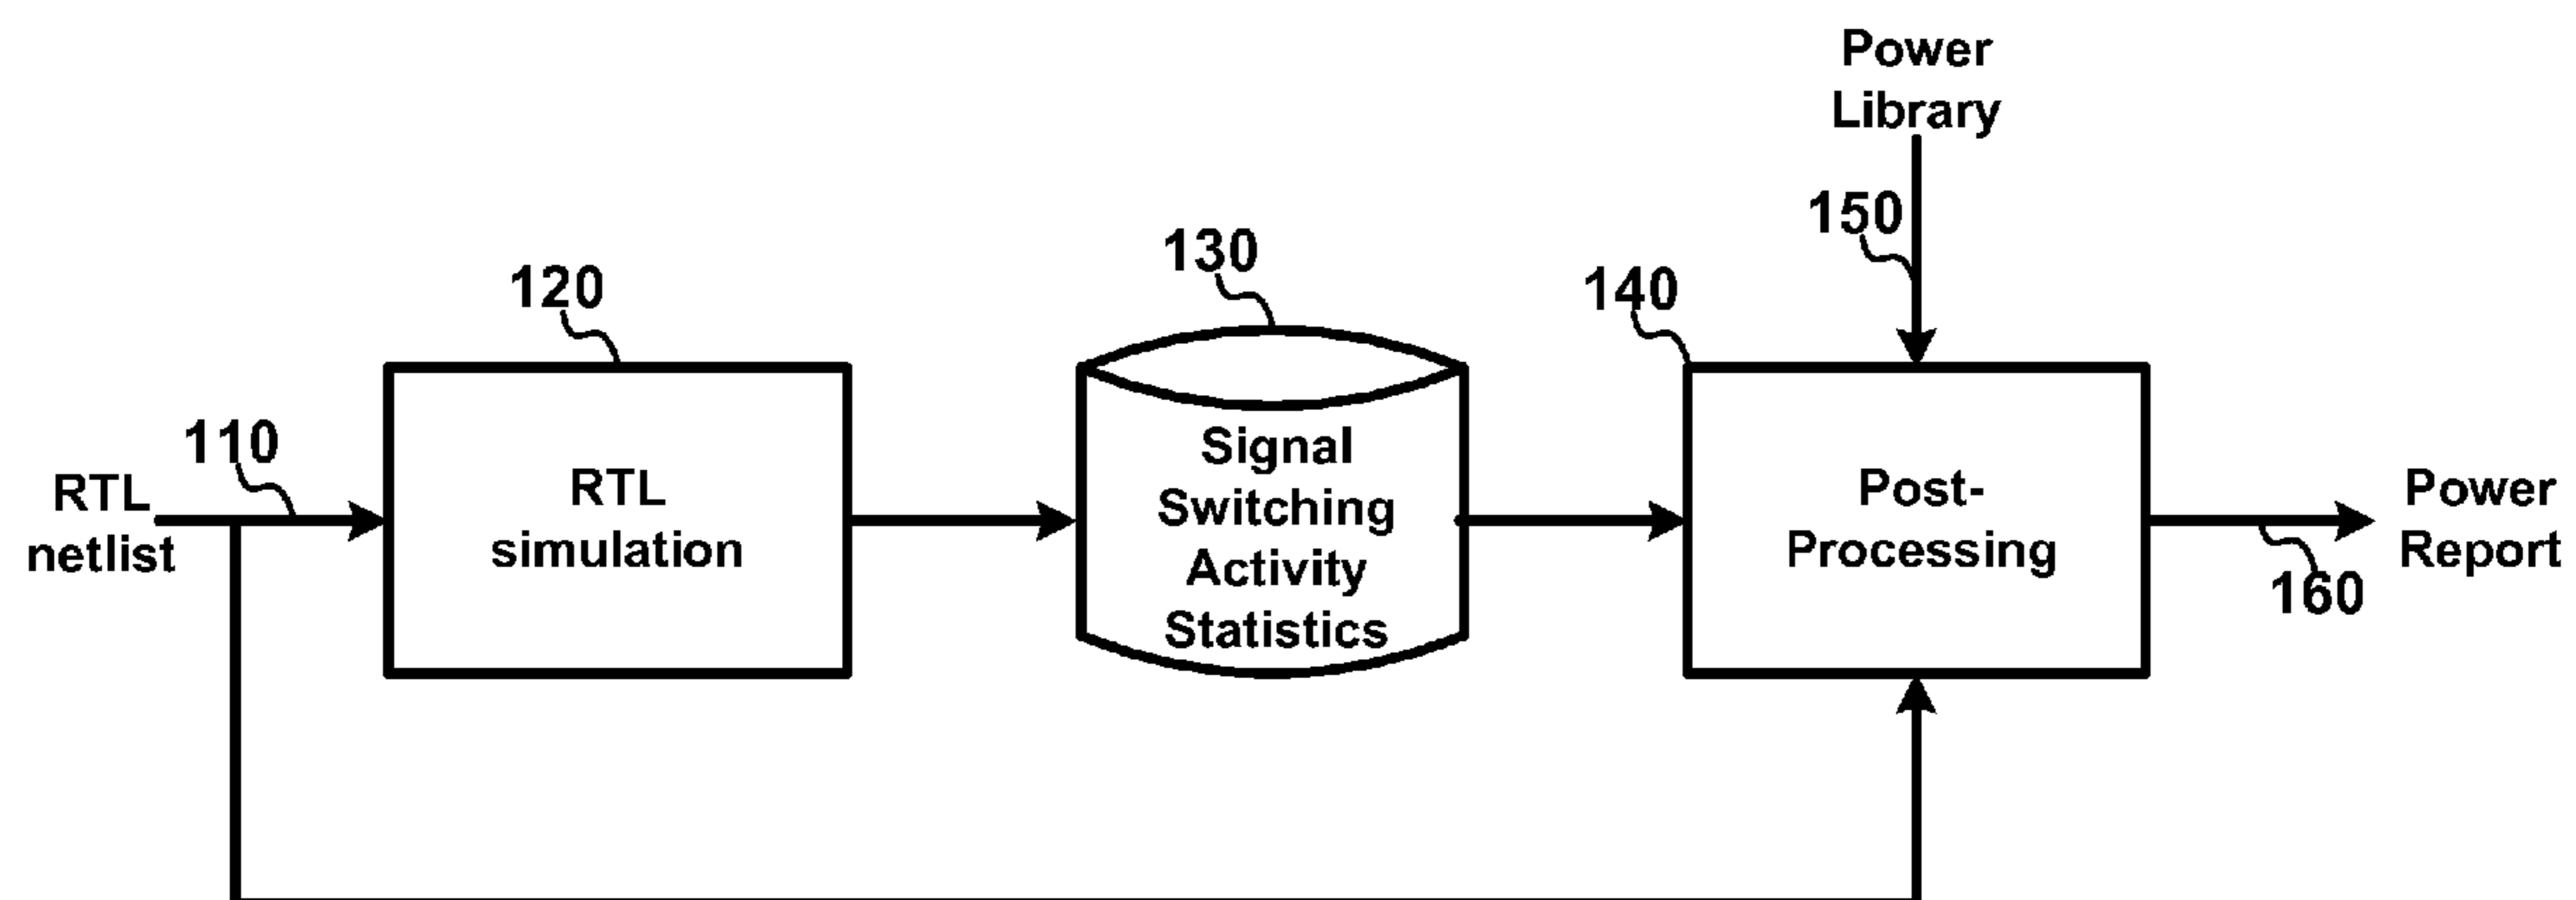 Power
Library
150
130
120
140
110
RTL
netlist
RTL
simulation
Signal
Switching
Activity
Statistics
Post-
Processing
Power
Report
160